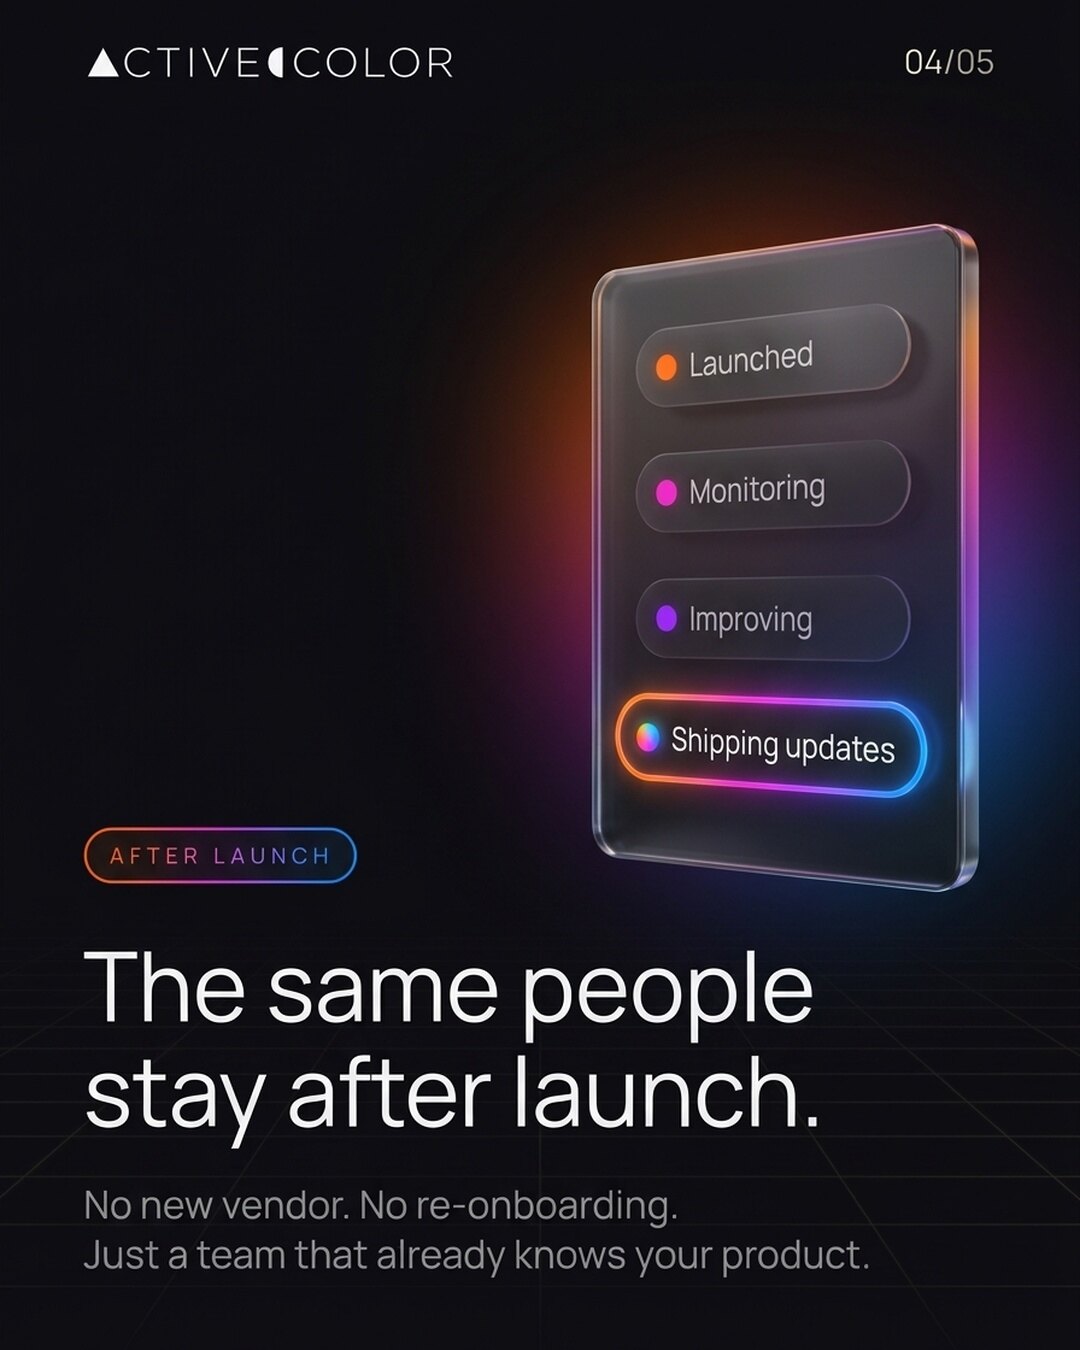 ACTIVE COLOR
04/05
Launched
Monitoring
Improving
Shipping updates
AFTER LAUNCH
The same people
stay after launch.
No new vendor. No re-onboarding.
Just a team that already knows your product.